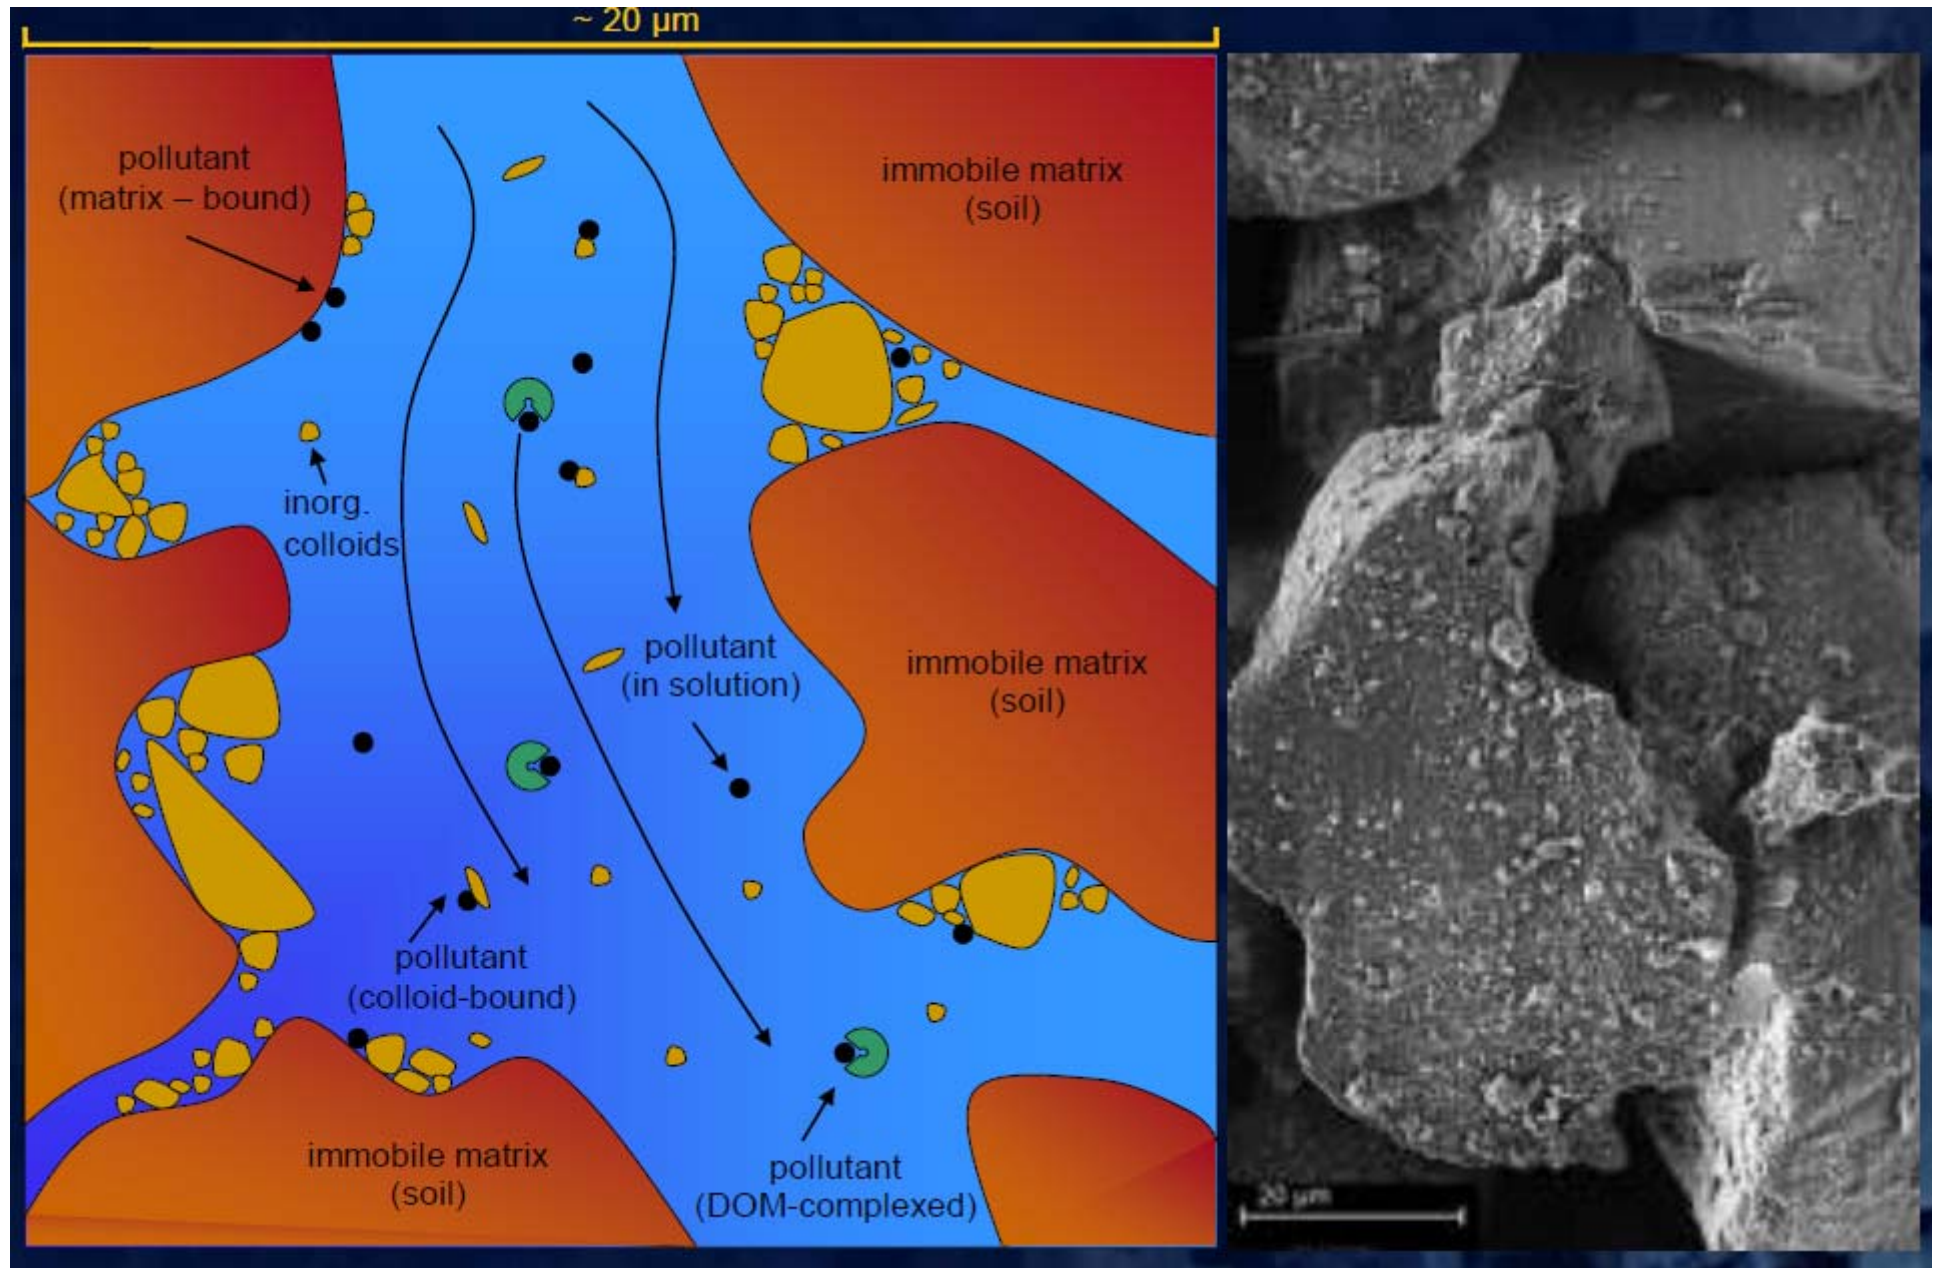 ~ 20 µm
pollutant
(matrix – bound)
immobile matrix
(soil)
inorg.
colloids
pollutant
(in solution)
immobile matrix
(soil)
pollutant
(colloid-bound)
immobile matrix
(soil)
pollutant
(DOM-complexed)
20 µm